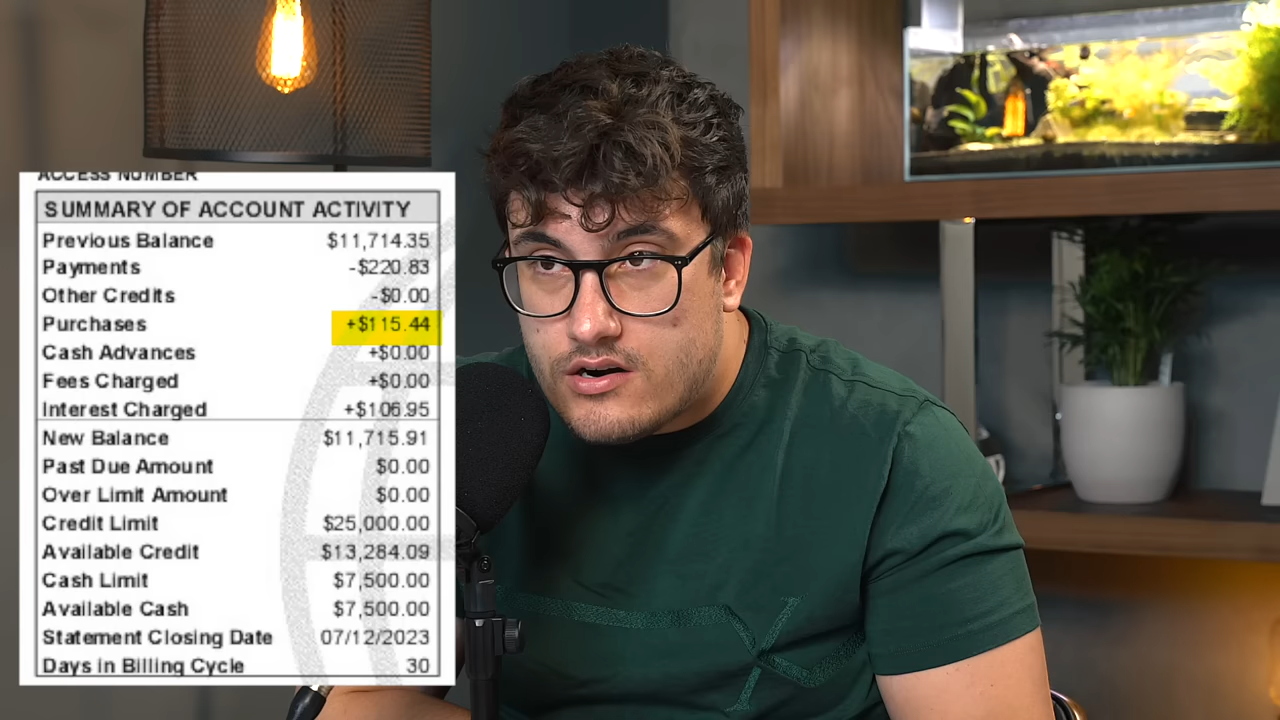 ACCESS NUMBER
SUMMARY OF ACCOUNT ACTIVITY
Previous Balance $11,714.35
Payments -$220.83
Other Credits -$0.00
Purchases +$115.44
Cash Advances +$0.00
Fees Charged +$0.00
Interest Charged +$106.95
New Balance $11,715.91
Past Due Amount $0.00
Over Limit Amount $0.00
Credit Limit $25,000.00
Available Credit $13,284.09
Cash Limit $7,500.00
Available Cash $7,500.00
Statement Closing Date 07/12/2023
Days in Billing Cycle 30